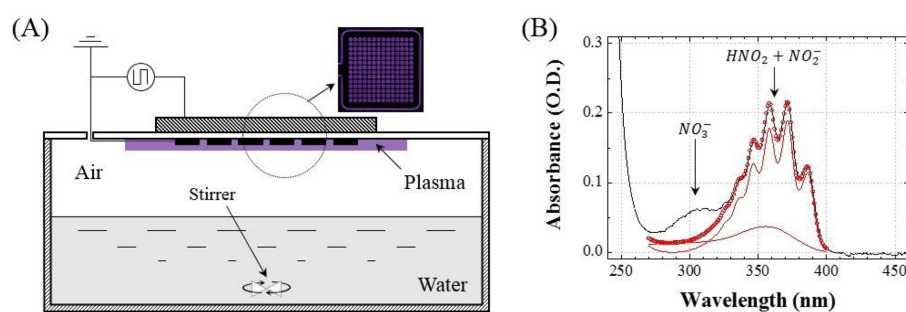 (A)
Air
Plasma
Stirrer
Water
(B)
Absorbance (O.D.)
0.3
0.2
0.1
0.0
HNO₂ + NO₂⁻
NO₃⁻
250 300 350 400 450
Wavelength (nm)